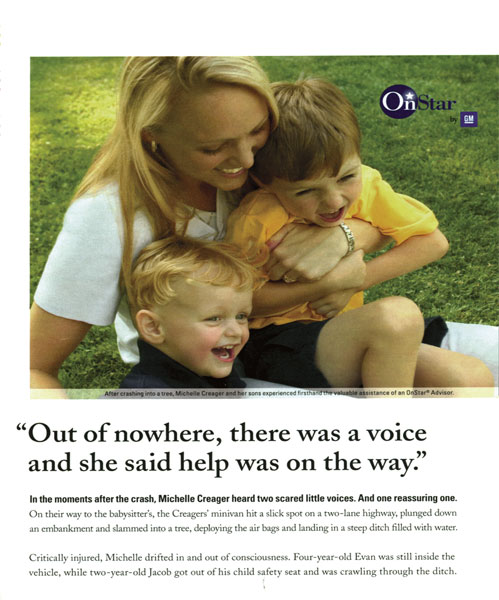 OnStar
by GM
After crashing into a tree, Michelle Creager and her sons experienced firsthand the valuable assistance of an OnStar® Advisor.
“Out of nowhere, there was a voice
and she said help was on the way.”
In the moments after the crash, Michelle Creager heard two scared little voices. And one reassuring one.
On their way to the babysitter’s, the Creagers’ minivan hit a slick spot on a two-lane highway, plunged down
an embankment and slammed into a tree, deploying the air bags and landing in a steep ditch filled with water.
Critically injured, Michelle drifted in and out of consciousness. Four-year-old Evan was still inside the
vehicle, while two-year-old Jacob got out of his child safety seat and was crawling through the ditch.